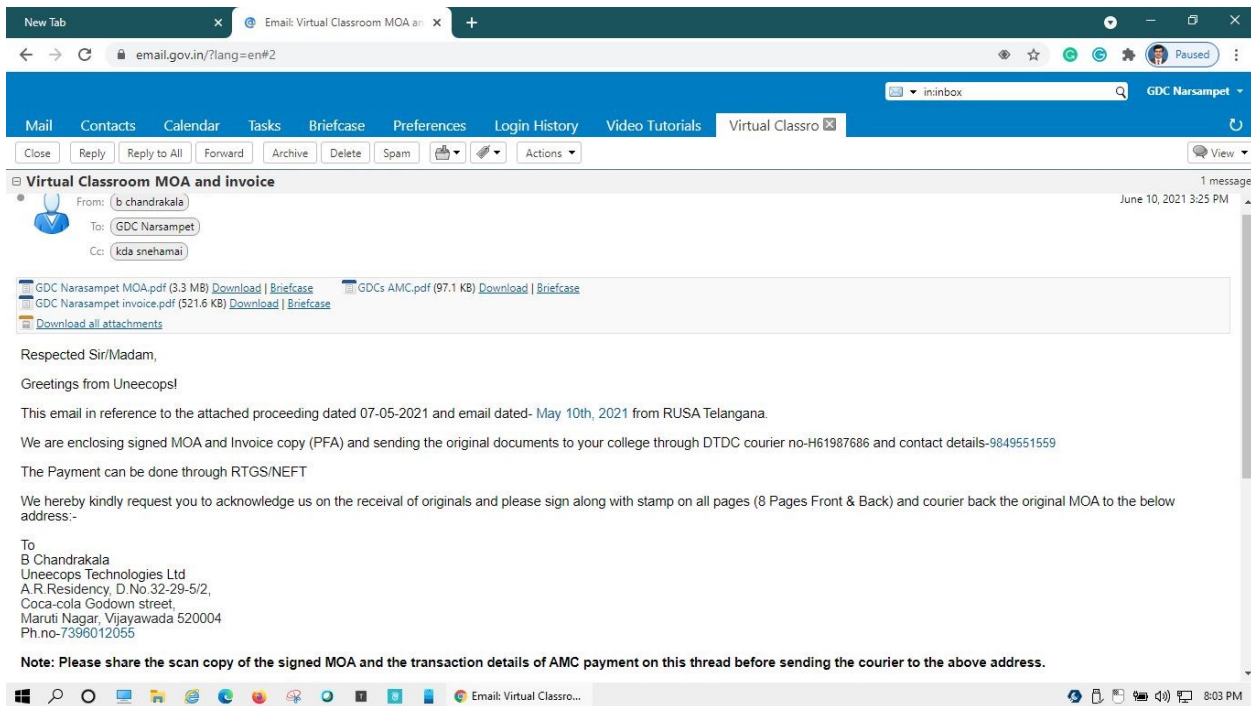 New Tab
Email: Virtual Classroom MOA an
email.gov.in/?lang=en#2
Paused
in:inbox
GDC Narsampet
Mail Contacts Calendar Tasks Briefcase Preferences Login History Video Tutorials Virtual Classro
Close Reply Reply to All Forward Archive Delete Spam Actions View
Virtual Classroom MOA and invoice
1 message
From: b chandrakala
June 10, 2021 3:25 PM
To: GDC Narsampet
Cc: kda snehamai
GDC Narasampet MOA.pdf (3.3 MB) Download | Briefcase GDCs AMC.pdf (97.1 KB) Download | Briefcase
GDC Narasampet invoice.pdf (521.6 KB) Download | Briefcase
Download all attachments
Respected Sir/Madam,
Greetings from Uneecops!
This email in reference to the attached proceeding dated 07-05-2021 and email dated- May 10th, 2021 from RUSA Telangana.
We are enclosing signed MOA and Invoice copy (PFA) and sending the original documents to your college through DTDC courier no-H61987686 and contact details-9849551559
The Payment can be done through RTGS/NEFT
We hereby kindly request you to acknowledge us on the receival of originals and please sign along with stamp on all pages (8 Pages Front & Back) and courier back the original MOA to the below
address:-
To
B Chandrakala
Uneecops Technologies Ltd
A.R.Residency, D.No.32-29-5/2,
Coca-cola Godown street,
Maruti Nagar, Vijayawada 520004
Ph.no-7396012055
Note: Please share the scan copy of the signed MOA and the transaction details of AMC payment on this thread before sending the courier to the above address.
Email: Virtual Classro...
8:03 PM